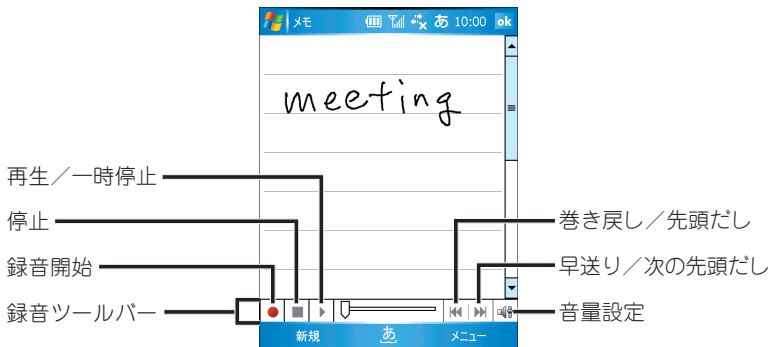 メモ あ 10:00 ok
meeting
再生／一時停止
停止
録音開始
録音ツールバー
巻き戻し／先頭だし
早送り／次の先頭だし
音量設定
新規 あ メニュー